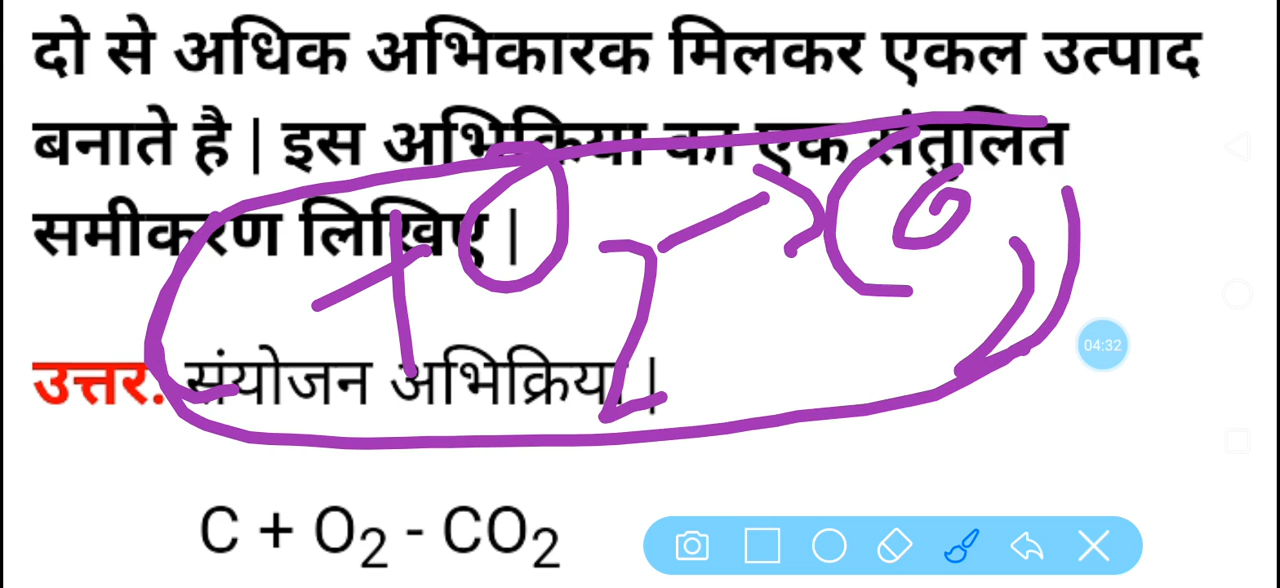 दो से अधिक अभिकारक मिलकर एकल उत्पाद
बनाते है | इस अभिक्रिया का एक संतुलित
समीकरण लिखिए |
+ O2 → CO
उत्तर. संयोजन अभिक्रिया |
04:32
C + O2 - CO2